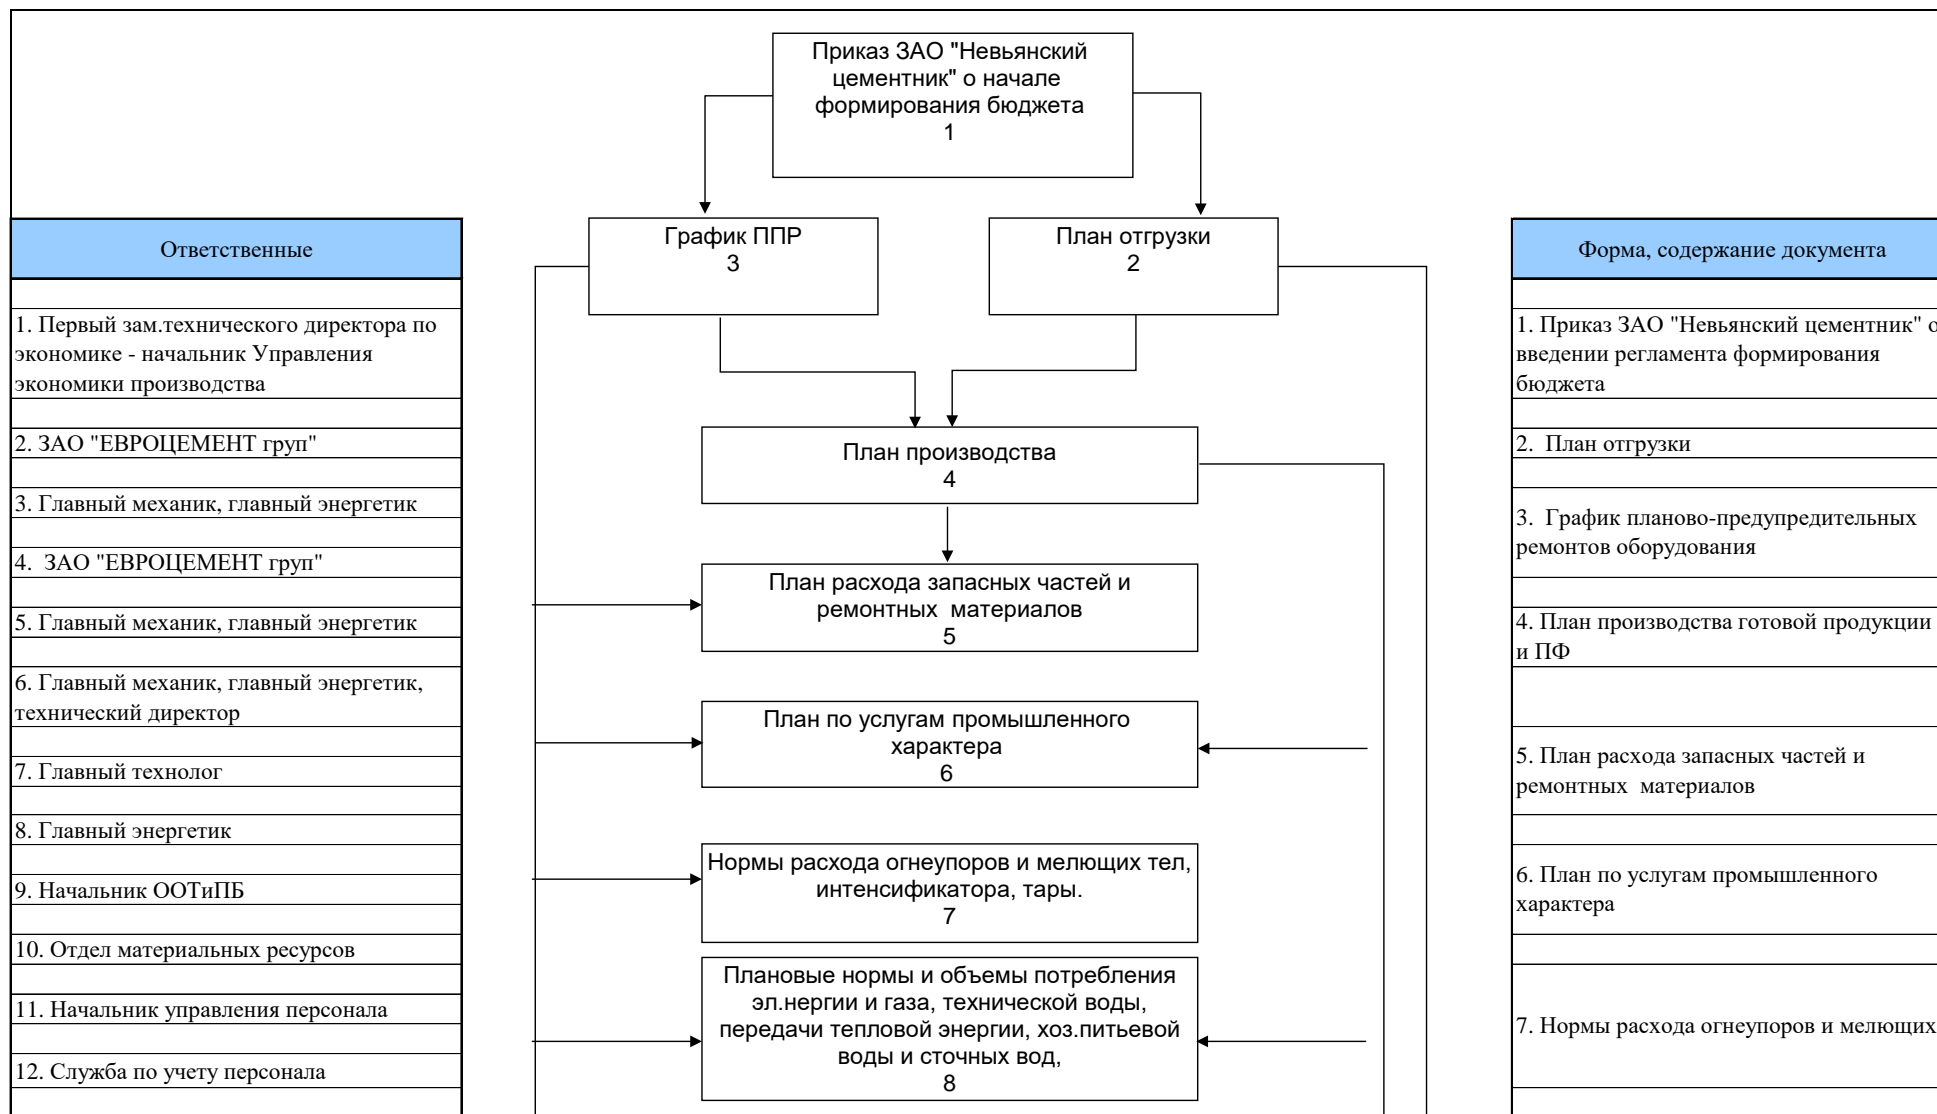 Приказ ЗАО "Невьянский
цементник" о начале
формирования бюджета
1
График ППР
3
План отгрузки
2
План производства
4
План расхода запасных частей и
ремонтных материалов
5
План по услугам промышленного
характера
6
Нормы расхода огнеупоров и мелющих тел,
интенсификатора, тары.
7
Плановые нормы и объемы потребления
эл.нергии и газа, технической воды,
передачи тепловой энергии, хоз.питьевой
воды и сточных вод,
8
Ответственные
1. Первый зам.технического директора по
экономике - начальник Управления
экономики производства
2. ЗАО "ЕВРОЦЕМЕНТ груп"
3. Главный механик, главный энергетик
4. ЗАО "ЕВРОЦЕМЕНТ груп"
5. Главный механик, главный энергетик
6. Главный механик, главный энергетик,
технический директор
7. Главный технолог
8. Главный энергетик
9. Начальник ООТиПБ
10. Отдел материальных ресурсов
11. Начальник управления персонала
12. Служба по учету персонала
Форма, содержание документа
1. Приказ ЗАО "Невьянский цементник" о
введении регламента формирования
бюджета
2. План отгрузки
3. График планово-предупредительных
ремонтов оборудования
4. План производства готовой продукции
и ПФ
5. План расхода запасных частей и
ремонтных материалов
6. План по услугам промышленного
характера
7. Нормы расхода огнеупоров и мелющих